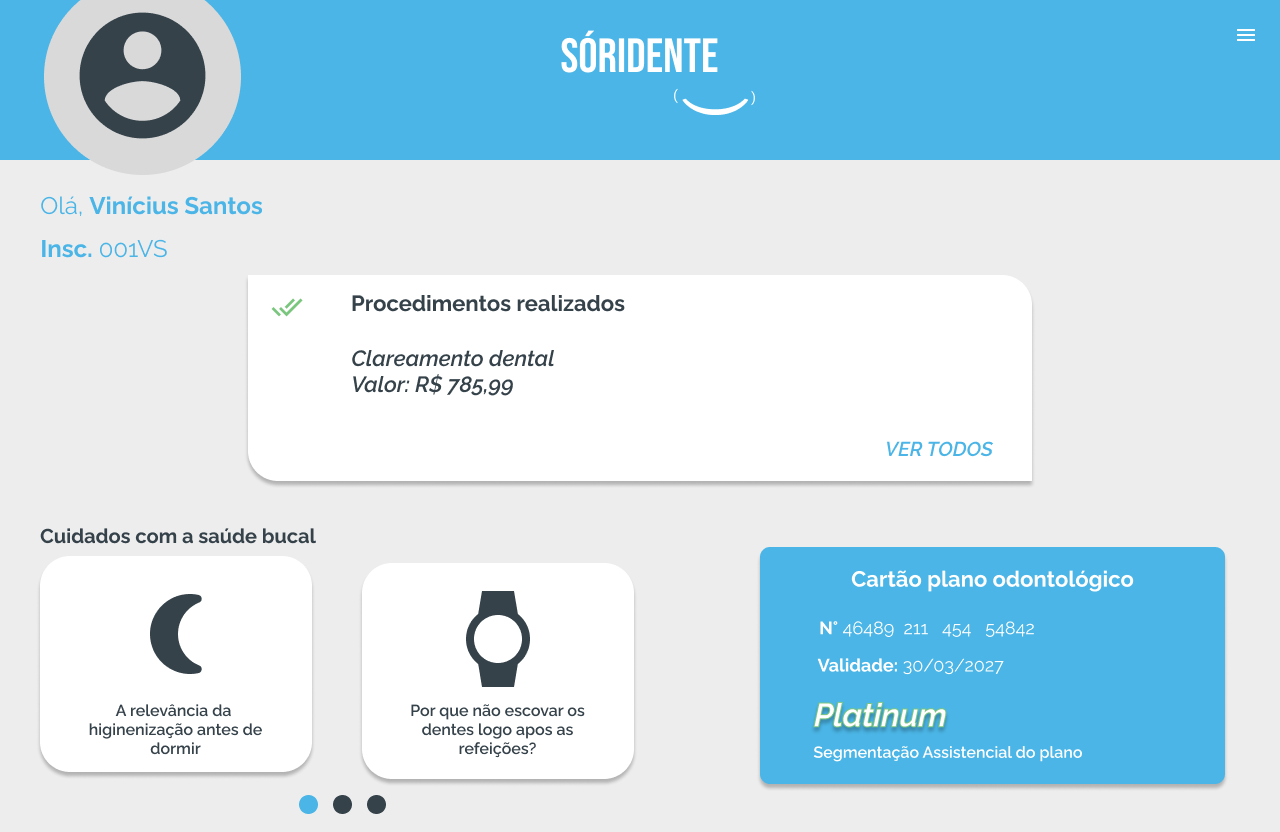 SÓRIDENTE
Olá, Vinícius Santos
Insc. 001VS
Procedimentos realizados
Clareamento dental
Valor: R$ 785,99
VER TODOS
Cuidados com a saúde bucal
A relevância da
higinenização antes de
dormir
Por que não escovar os
dentes logo apos as
refeições?
Cartão plano odontológico
N° 46489 211 454 54842
Validade: 30/03/2027
Platinum
Segmentação Assistencial do plano